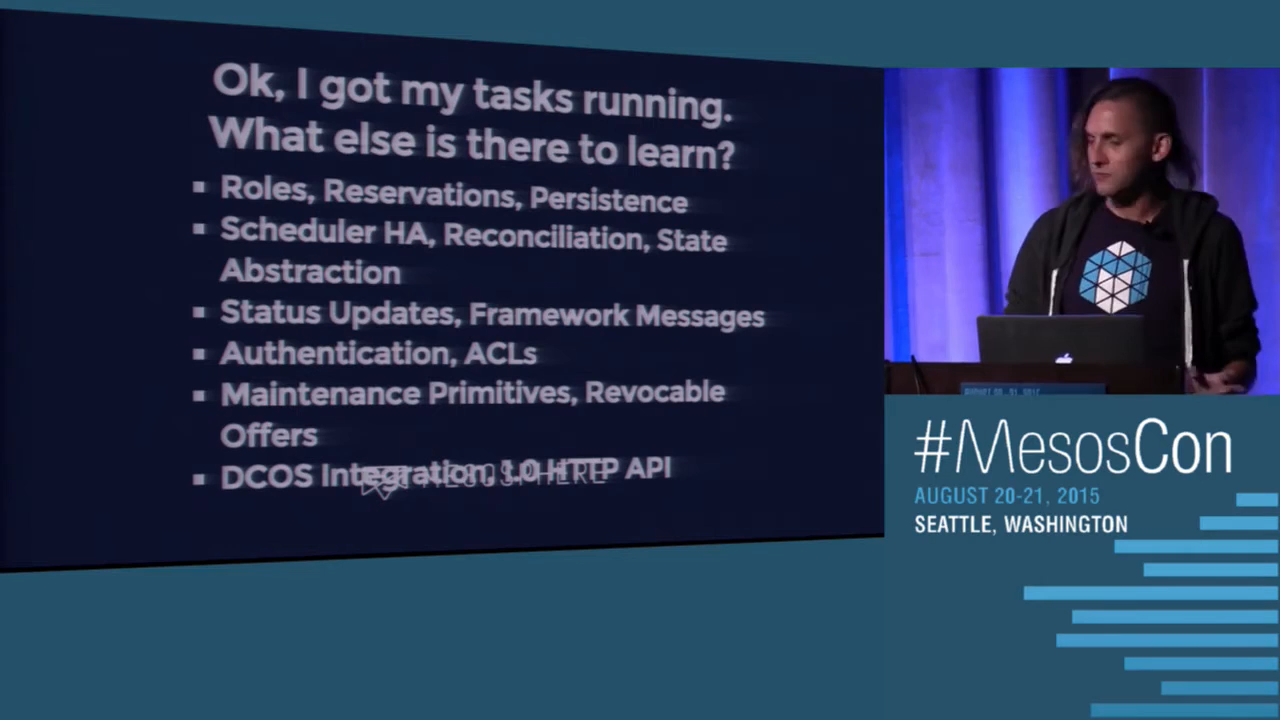 Ok, I got my tasks running.
What else is there to learn?
▪ Roles, Reservations, Persistence
▪ Scheduler HA, Reconciliation, State
Abstraction
▪ Status Updates, Framework Messages
▪ Authentication, ACLs
▪ Maintenance Primitives, Revocable
Offers
▪ DCOS Integration, 1.0 HTTP API
MESOSPHERE
#MesosCon
AUGUST 20-21, 2015
SEATTLE, WASHINGTON